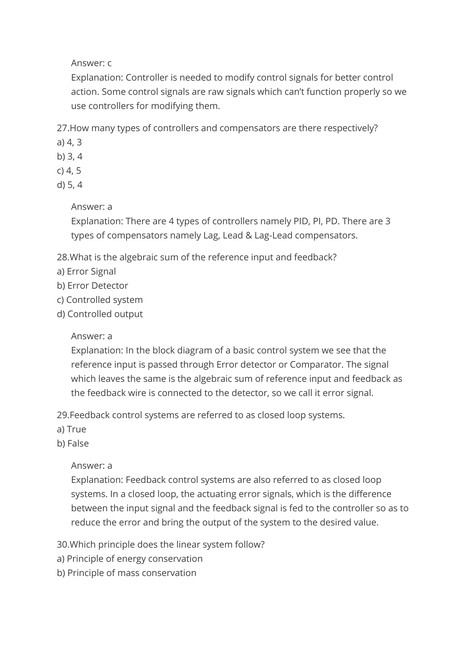 Answer: c
Explanation: Controller is needed to modify control signals for better control
action. Some control signals are raw signals which can't function properly so we
use controllers for modifying them.
27.How many types of controllers and compensators are there respectively?
a) 4, 3
b) 3, 4
c) 4, 5
d) 5, 4
Answer: a
Explanation: There are 4 types of controllers namely PID, PI, PD. There are 3
types of compensators namely Lag, Lead & Lag-Lead compensators.
28.What is the algebraic sum of the reference input and feedback?
a) Error Signal
b) Error Detector
c) Controlled system
d) Controlled output
Answer: a
Explanation: In the block diagram of a basic control system we see that the
reference input is passed through Error detector or Comparator. The signal
which leaves the same is the algebraic sum of reference input and feedback as
the feedback wire is connected to the detector, so we call it error signal.
29.Feedback control systems are referred to as closed loop systems.
a) True
b) False
Answer: a
Explanation: Feedback control systems are also referred to as closed loop
systems. In a closed loop, the actuating error signals, which is the difference
between the input signal and the feedback signal is fed to the controller so as to
reduce the error and bring the output of the system to the desired value.
30.Which principle does the linear system follow?
a) Principle of energy conservation
b) Principle of mass conservation